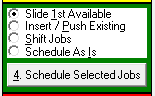 Slide 1st Available
Insert / Push Existing
Shift Jobs
Schedule As Is
4. Schedule Selected Jobs